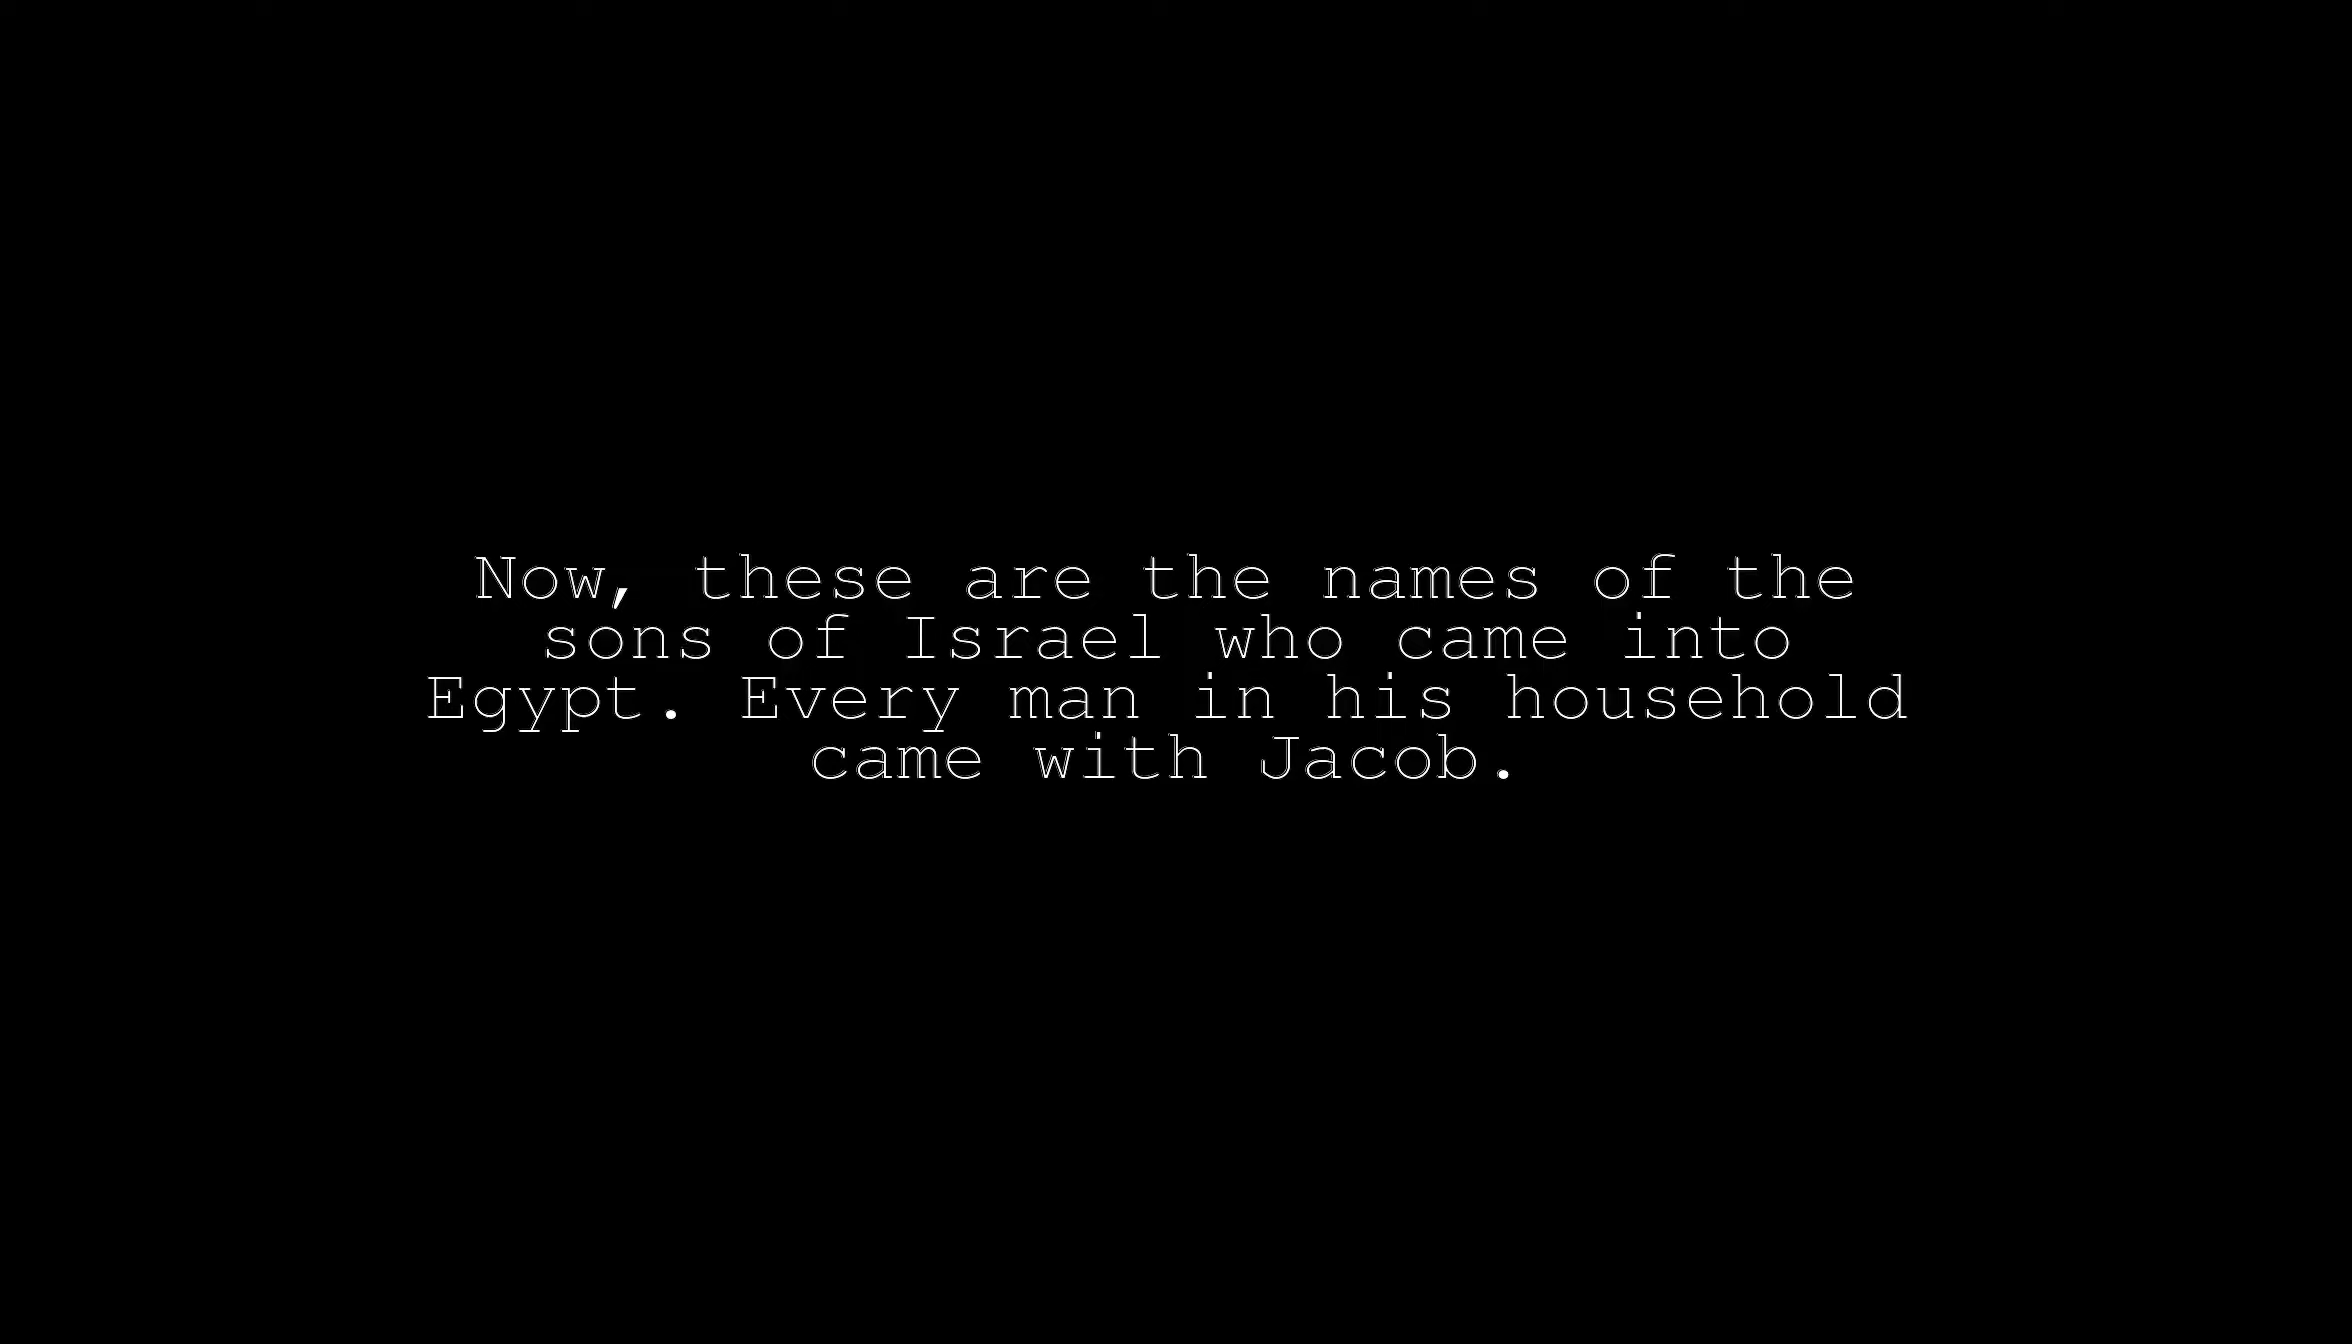 Now, these are the names of the
sons of Israel who came into
Egypt. Every man in his household
came with Jacob.